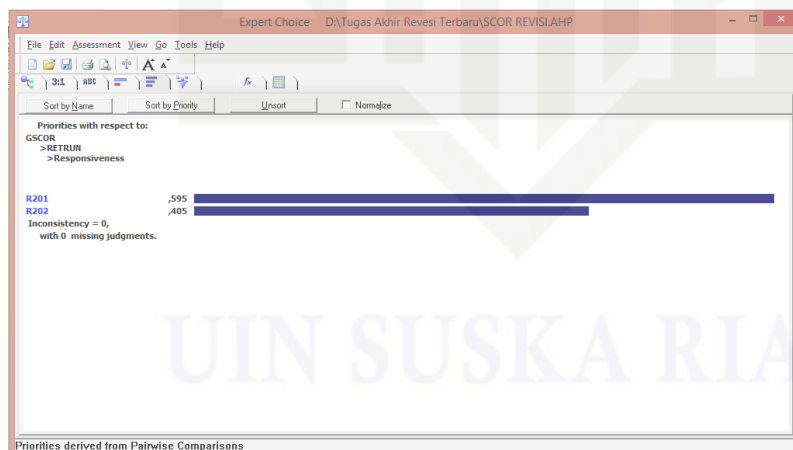 Expert Choice D:\Tugas Akhir Revesi Terbaru\SCOR REVISI.AHP
File Edit Assessment View Go Tools Help
3:1 ABC fx
Sort by Name Sort by Priority Unsort Normalize
Priorities with respect to:
GSCOR
>RETRUN
>Responsiveness
R201 ,595
R202 ,405
Inconsistency = 0,
with 0 missing judgments.
UIN SUSKA RIA
Priorities derived from Pairwise Comparisons